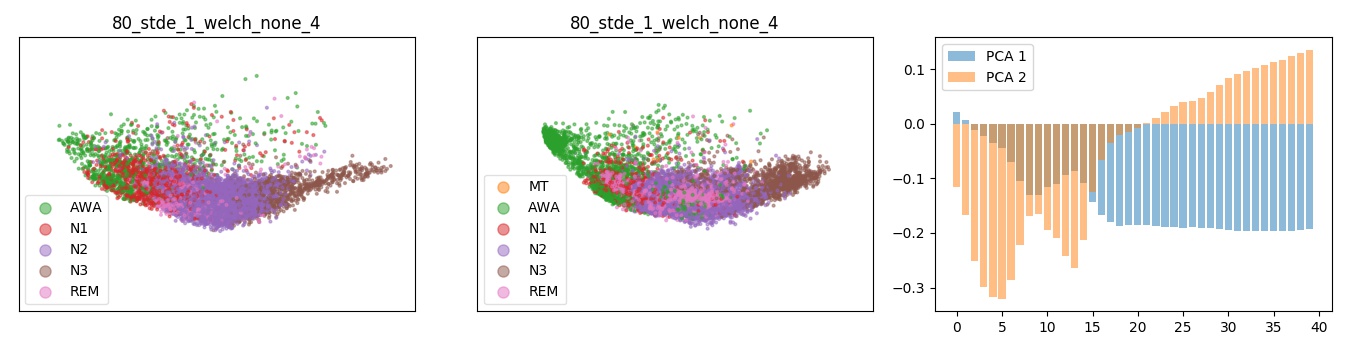 80_stde_1_welch_none_4
AWA
N1
N2
N3
REM
80_stde_1_welch_none_4
MT
AWA
N1
N2
N3
REM
PCA 1
PCA 2
0.1
0.0
−0.1
−0.2
−0.3
0 5 10 15 20 25 30 35 40